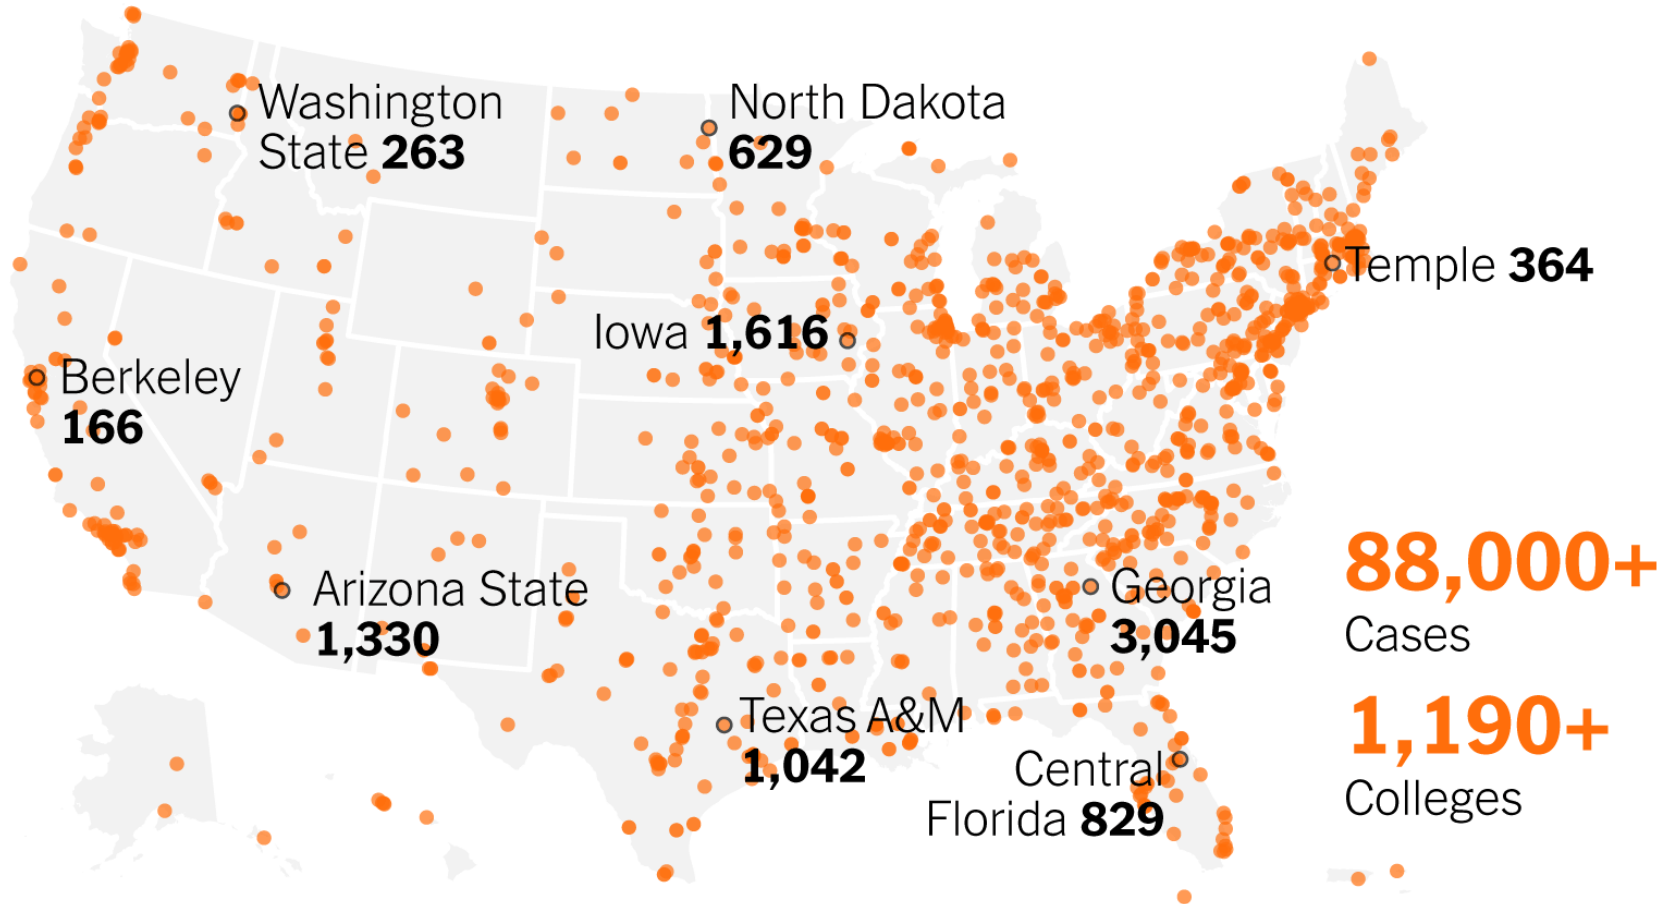 Washington
State 263
North Dakota
629
Temple 364
Iowa 1,616
Berkeley
166
Arizona State
1,330
Georgia
3,045
88,000+
Cases
Texas A&M
1,042
1,190+
Colleges
Central
Florida 829